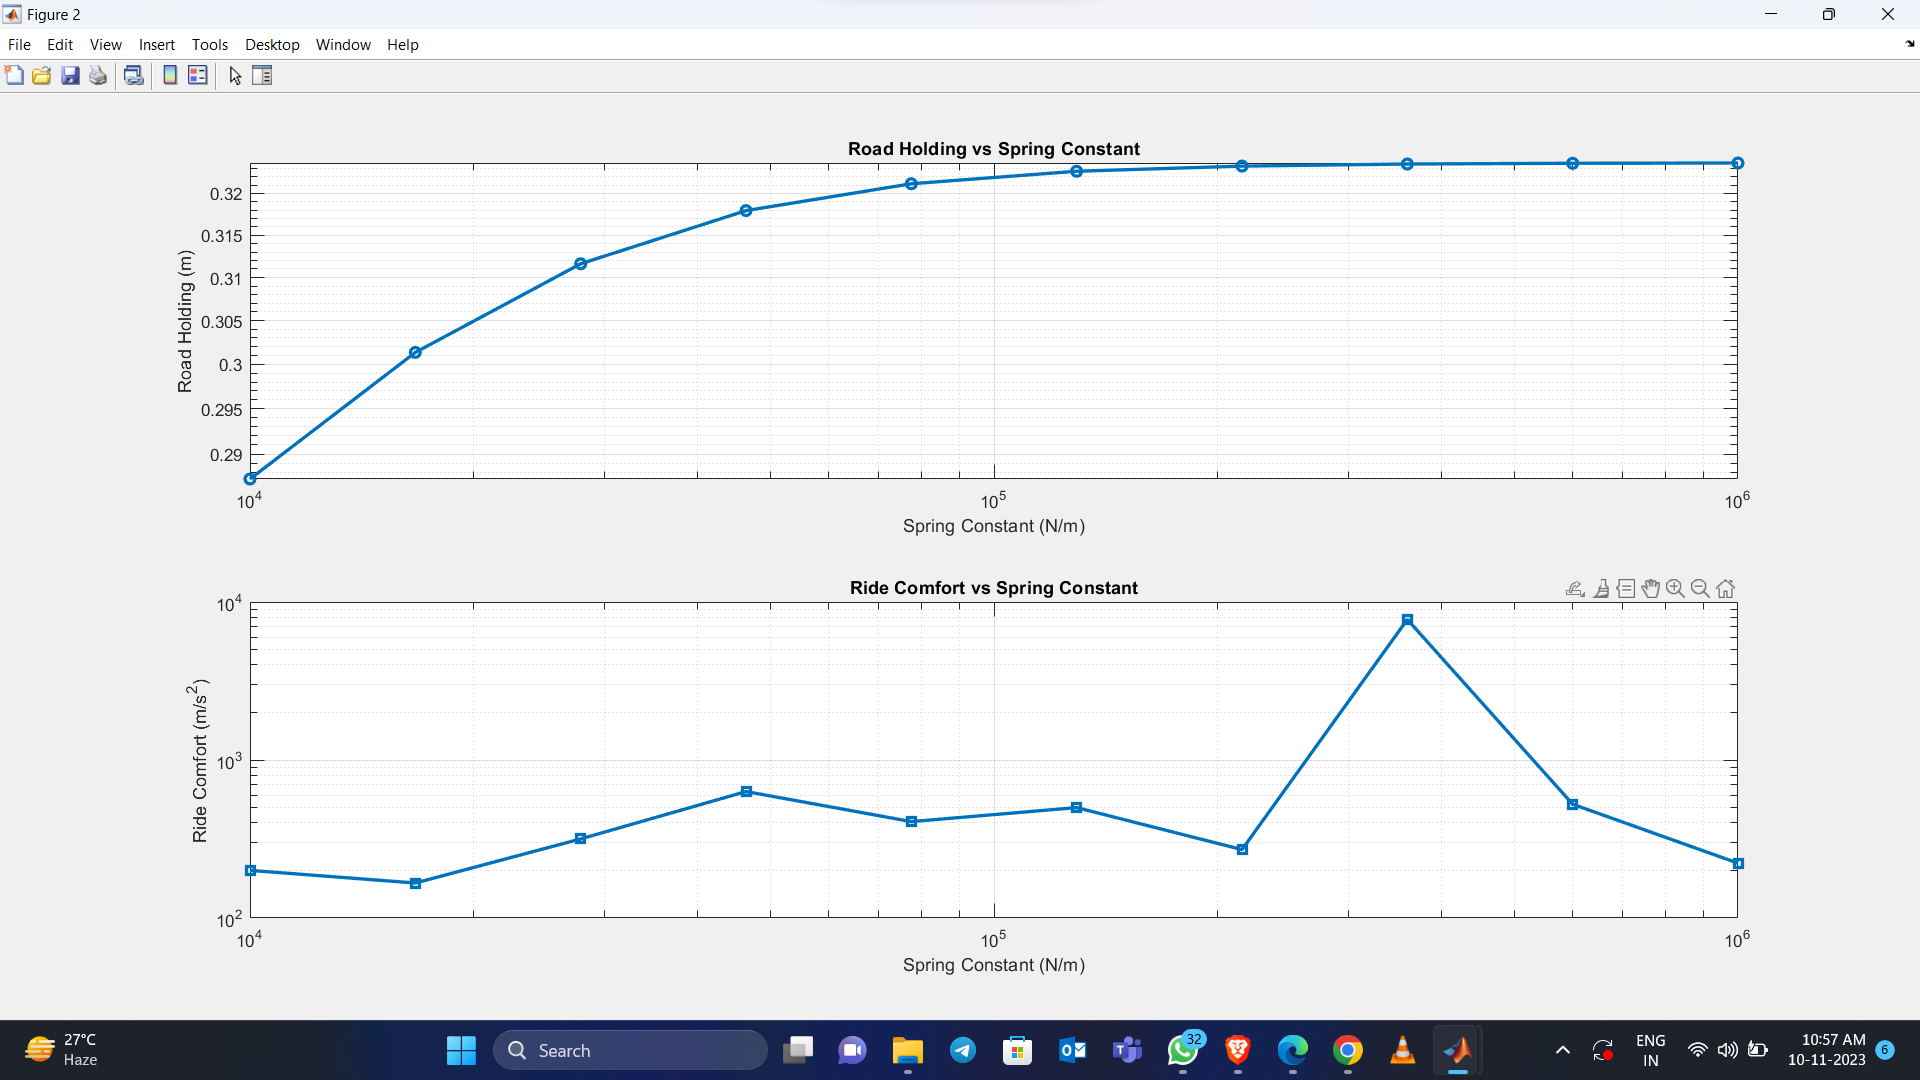 Figure 2
File Edit View Insert Tools Desktop Window Help
Road Holding vs Spring Constant
Road Holding (m)
0.32
0.315
0.31
0.305
0.3
0.295
0.29
10^4 10^5 10^6
Spring Constant (N/m)
Ride Comfort vs Spring Constant
Ride Comfort (m/s^2)
10^4
10^3
10^2
10^4 10^5 10^6
Spring Constant (N/m)
27°C
Haze
Search
32
ENG
IN
10:57 AM
10-11-2023
6